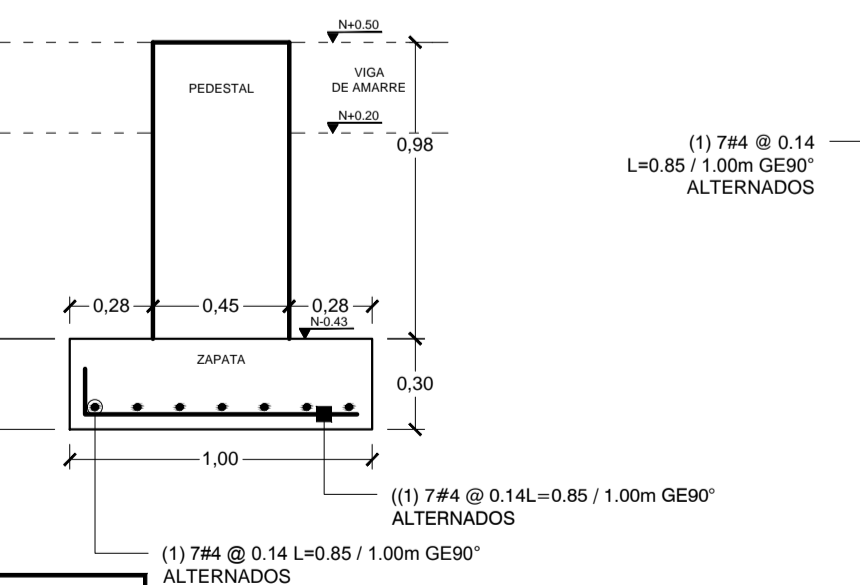 N+0.50
PEDESTAL
VIGA
DE AMARRE
N+0.20
0,98
(1) 7#4 @ 0.14
L=0.85 / 1.00m GE90°
ALTERNADOS
0,28
0,45
0,28
N-0.43
ZAPATA
0,30
1,00
((1) 7#4 @ 0.14L=0.85 / 1.00m GE90°
ALTERNADOS
(1) 7#4 @ 0.14 L=0.85 / 1.00m GE90°
ALTERNADOS